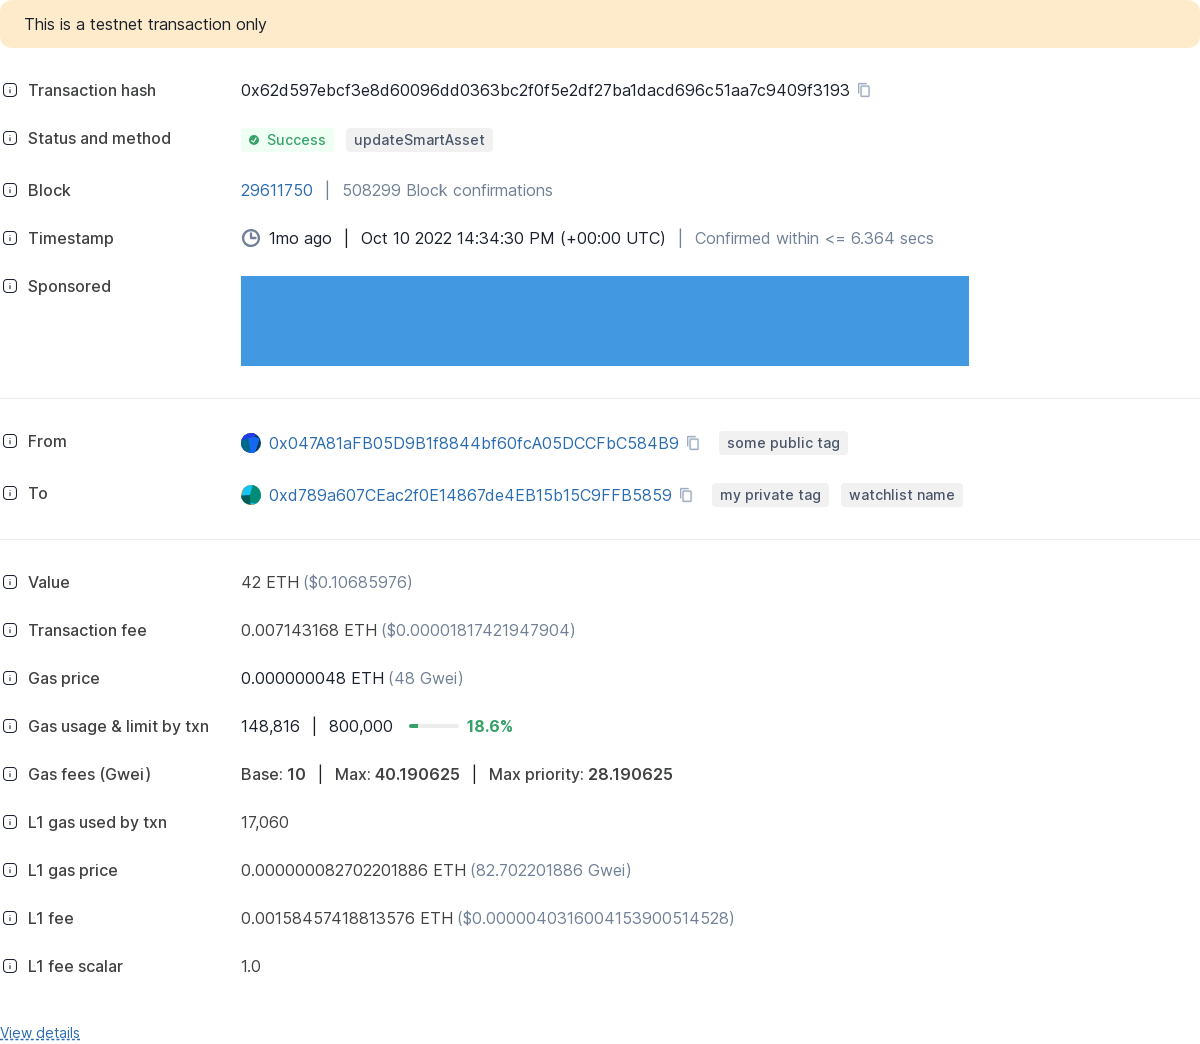 This is a testnet transaction only
Transaction hash 0x62d597ebcf3e8d60096dd0363bc2f0f5e2df27ba1dacd696c51aa7c9409f3193
Status and method Success updateSmartAsset
Block 29611750 | 508299 Block confirmations
Timestamp 1mo ago | Oct 10 2022 14:34:30 PM (+00:00 UTC) | Confirmed within <= 6.364 secs
Sponsored
From 0x047A81aFB05D9B1f8844bf60fcA05DCCFbC584B9 some public tag
To 0xd789a607CEac2f0E14867de4EB15b15C9FFB5859 my private tag watchlist name
Value 42 ETH ($0.10685976)
Transaction fee 0.007143168 ETH ($0.00001817421947904)
Gas price 0.000000048 ETH (48 Gwei)
Gas usage & limit by txn 148,816 | 800,000 18.6%
Gas fees (Gwei) Base: 10 | Max: 40.190625 | Max priority: 28.190625
L1 gas used by txn 17,060
L1 gas price 0.000000082702201886 ETH (82.702201886 Gwei)
L1 fee 0.00158457418813576 ETH ($0.0000040316004153900514528)
L1 fee scalar 1.0
View details